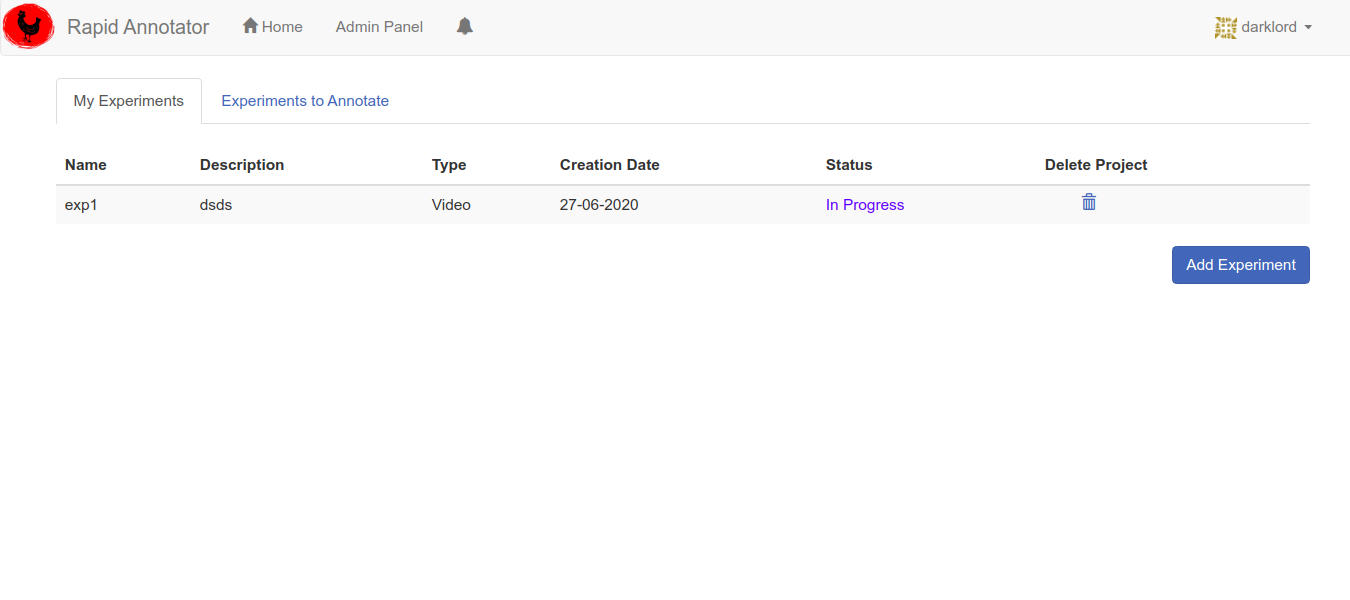 Rapid Annotator Home Admin Panel darklord
My Experiments Experiments to Annotate
Name Description Type Creation Date Status Delete Project
exp1 dsds Video 27-06-2020 In Progress
Add Experiment